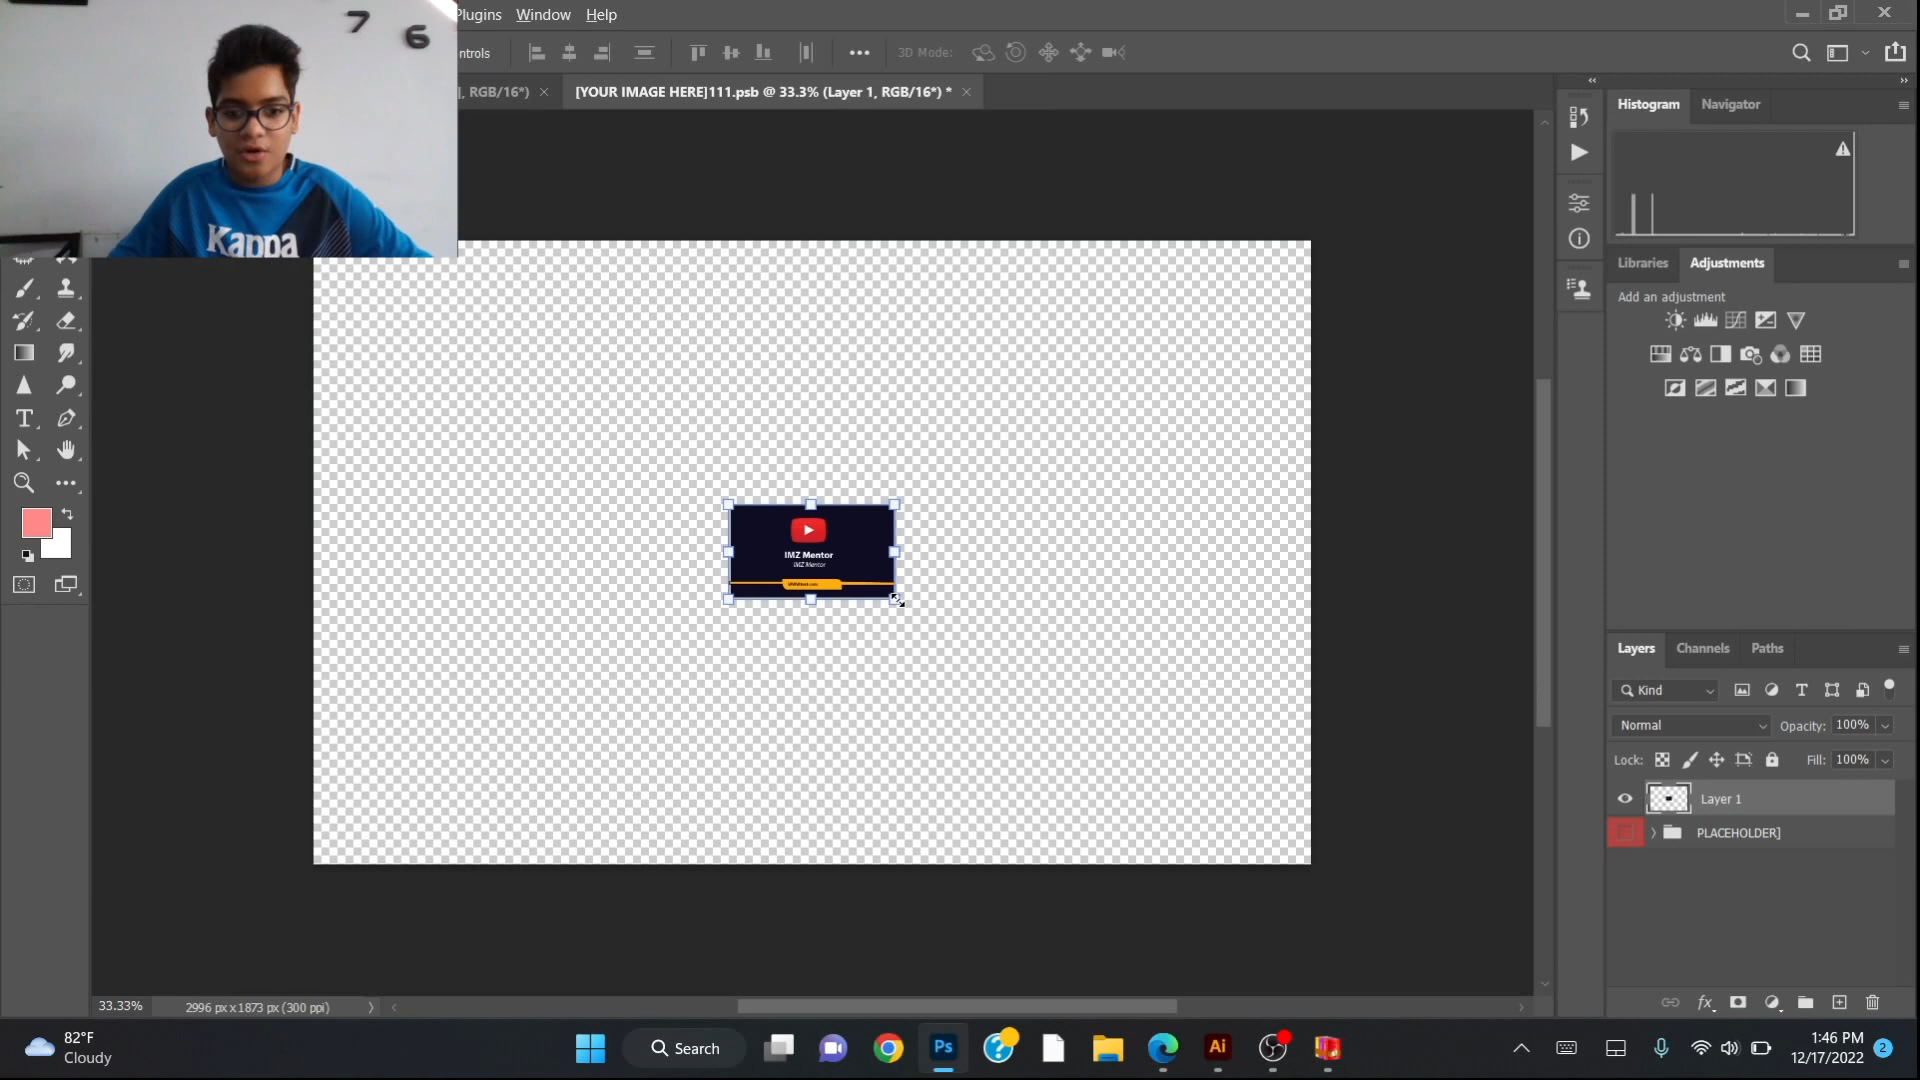 7 6
Kappa
Plugins Window Help
ntrols
3D Mode:
RGB/16*) ×
[YOUR IMAGE HERE]111.psb @ 33.3% (Layer 1, RGB/16*) * ×
Histogram Navigator
Libraries Adjustments
Add an adjustment
IMZ Mentor
IMZ Mentor
Layers Channels Paths
Kind
Normal Opacity: 100%
Lock: Fill: 100%
Layer 1
PLACEHOLDER]
fx
33.33% 2996 px x 1873 px (300 ppi)
82°F
Cloudy
Search
Ps
Ai
1:46 PM
12/17/2022
2